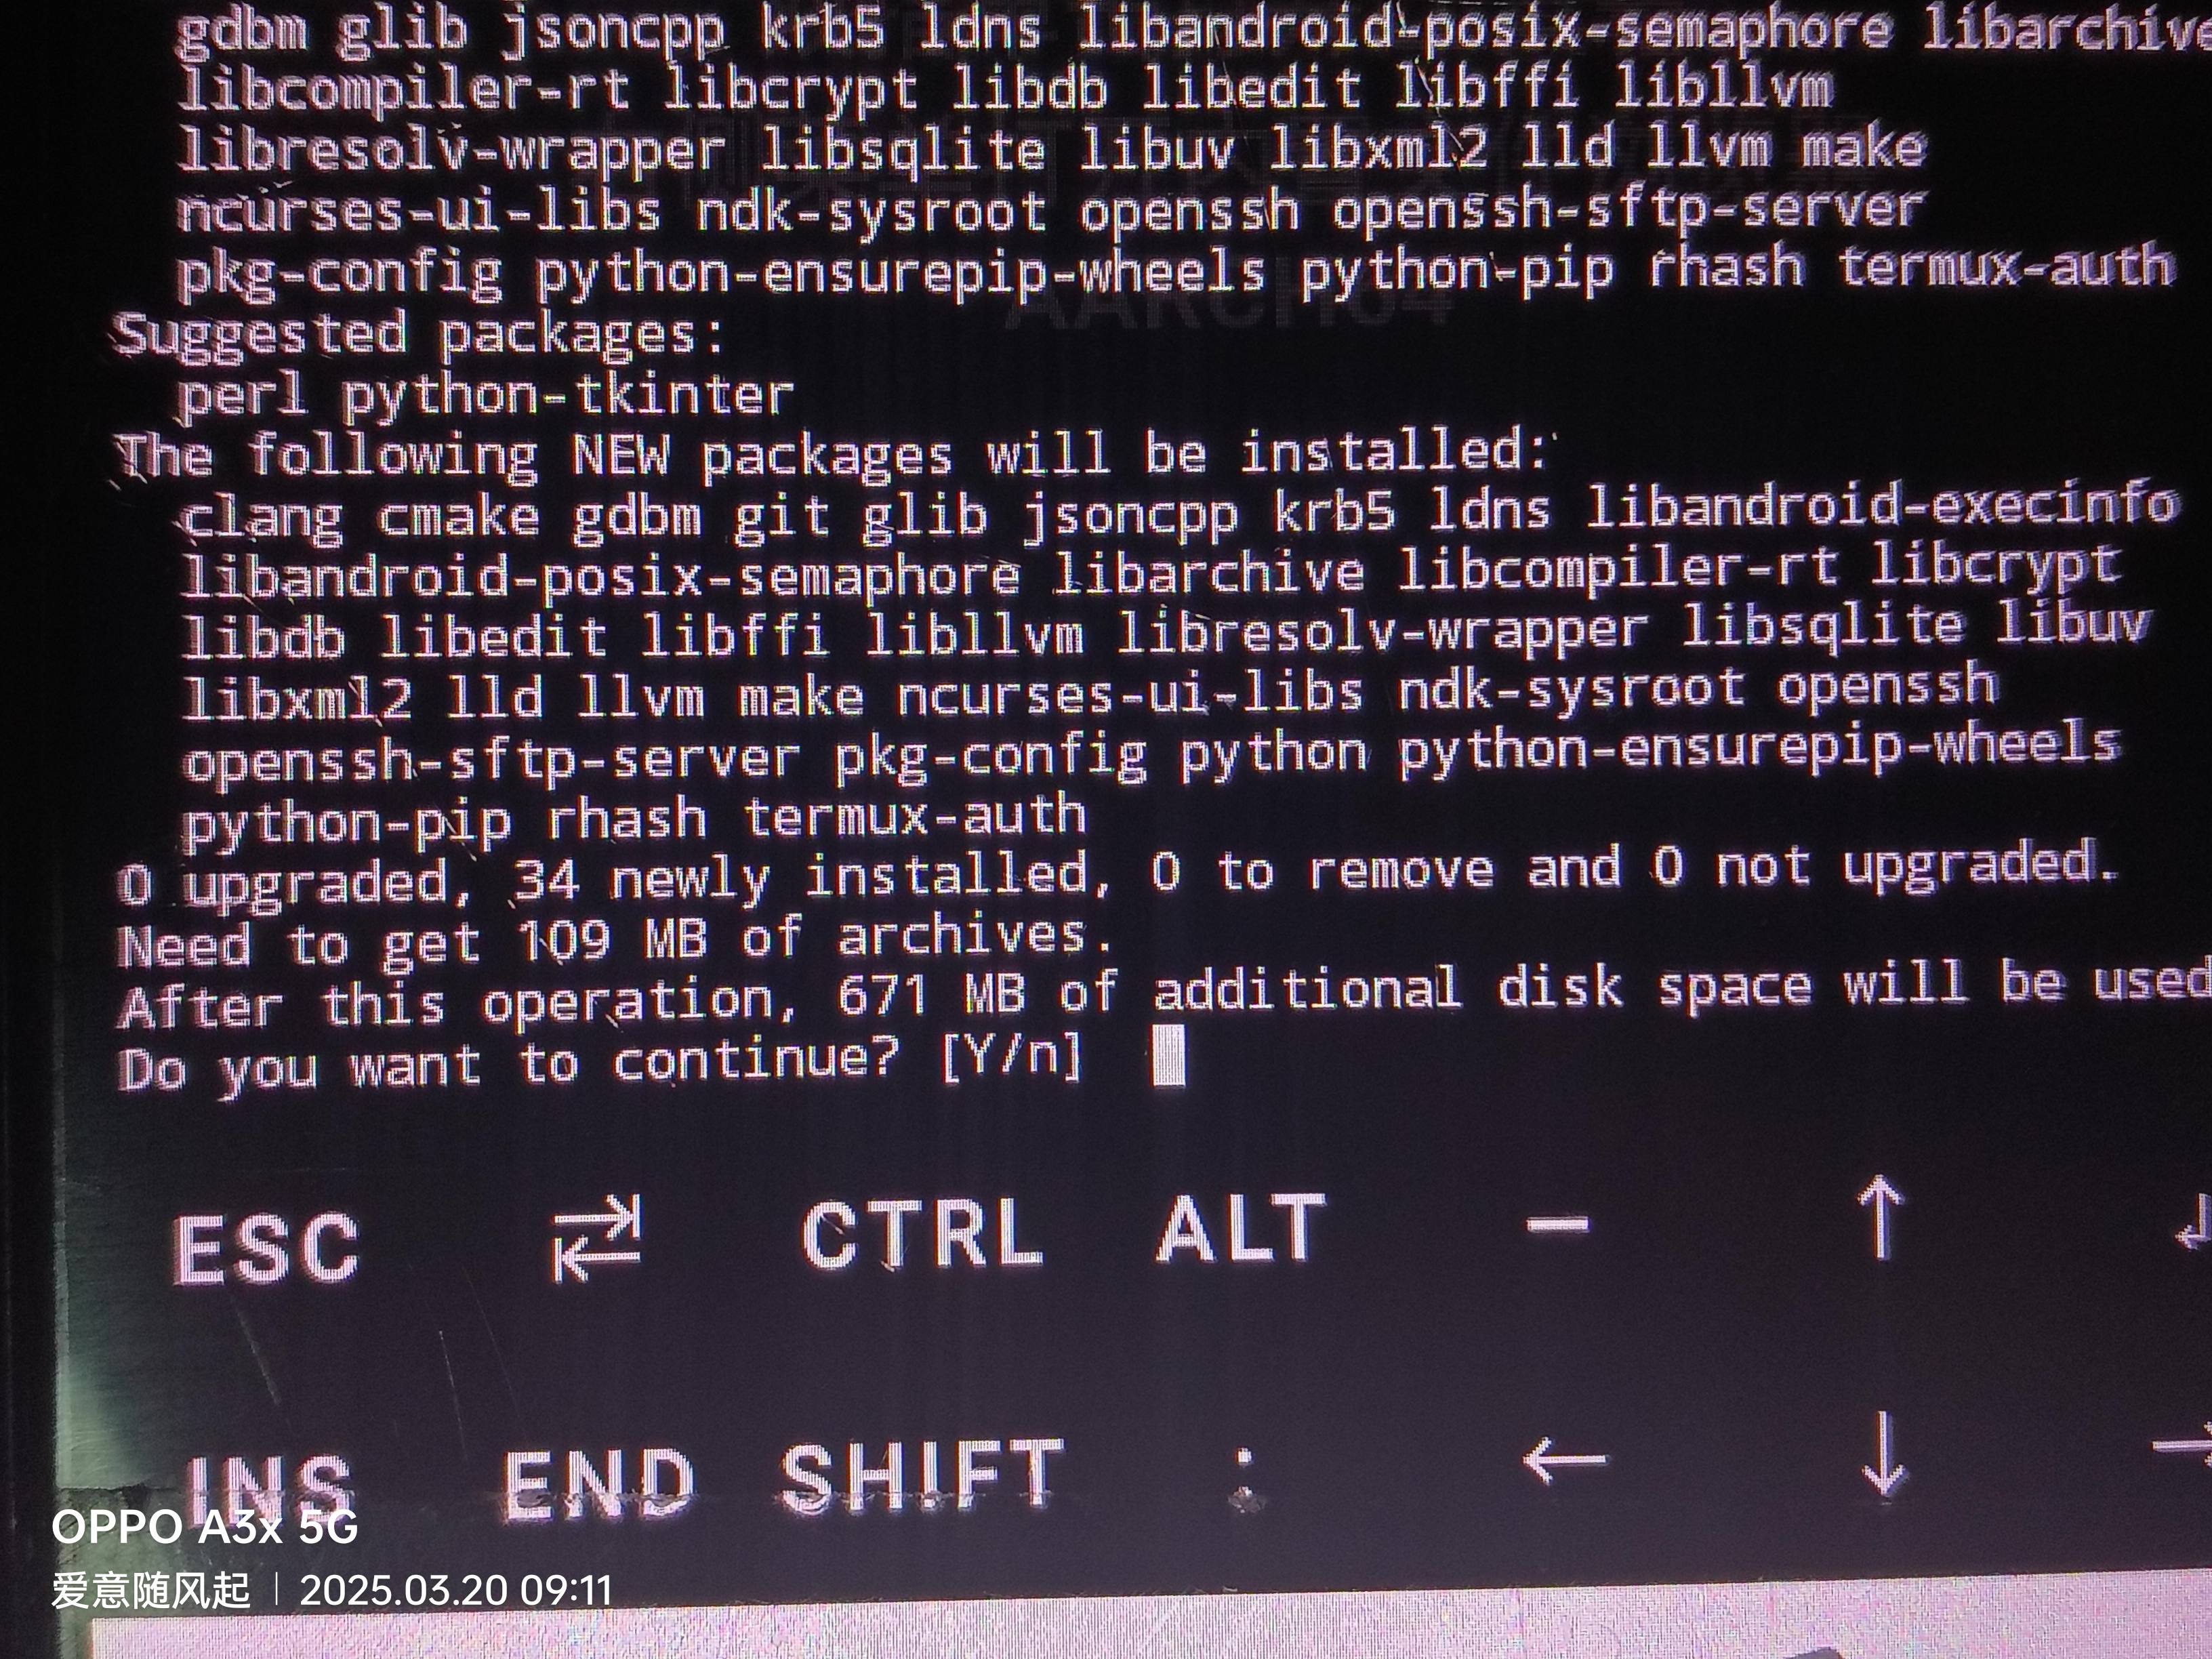 gdbm glib jsoncpp krb5 ldns libandroid-posix-semaphore libarchive
libcompiler-rt libcrypt libdb libedit libffi libllvm
libresolv-wrapper libsqlite libuv libxml2 lld llvm make
ncurses-ui-libs ndk-sysroot openssh openssh-sftp-server
pkg-config python-ensurepip-wheels python-pip rhash termux-auth
AARCH64
Suggested packages:
perl python-tkinter
The following NEW packages will be installed:
clang cmake gdbm git glib jsoncpp krb5 ldns libandroid-execinfo
libandroid-posix-semaphore libarchive libcompiler-rt libcrypt
libdb libedit libffi libllvm libresolv-wrapper libsqlite libuv
libxml2 lld llvm make ncurses-ui-libs ndk-sysroot openssh
openssh-sftp-server pkg-config python python-ensurepip-wheels
python-pip rhash termux-auth
0 upgraded, 34 newly installed, 0 to remove and 0 not upgraded.
Need to get 109 MB of archives.
After this operation, 671 MB of additional disk space will be used
Do you want to continue? [Y/n]
ESC ⇄ CTRL ALT — ↑ ↲
INS END SHIFT : ← ↓ →
OPPO A3x 5G
爱意随风起 | 2025.03.20 09:11